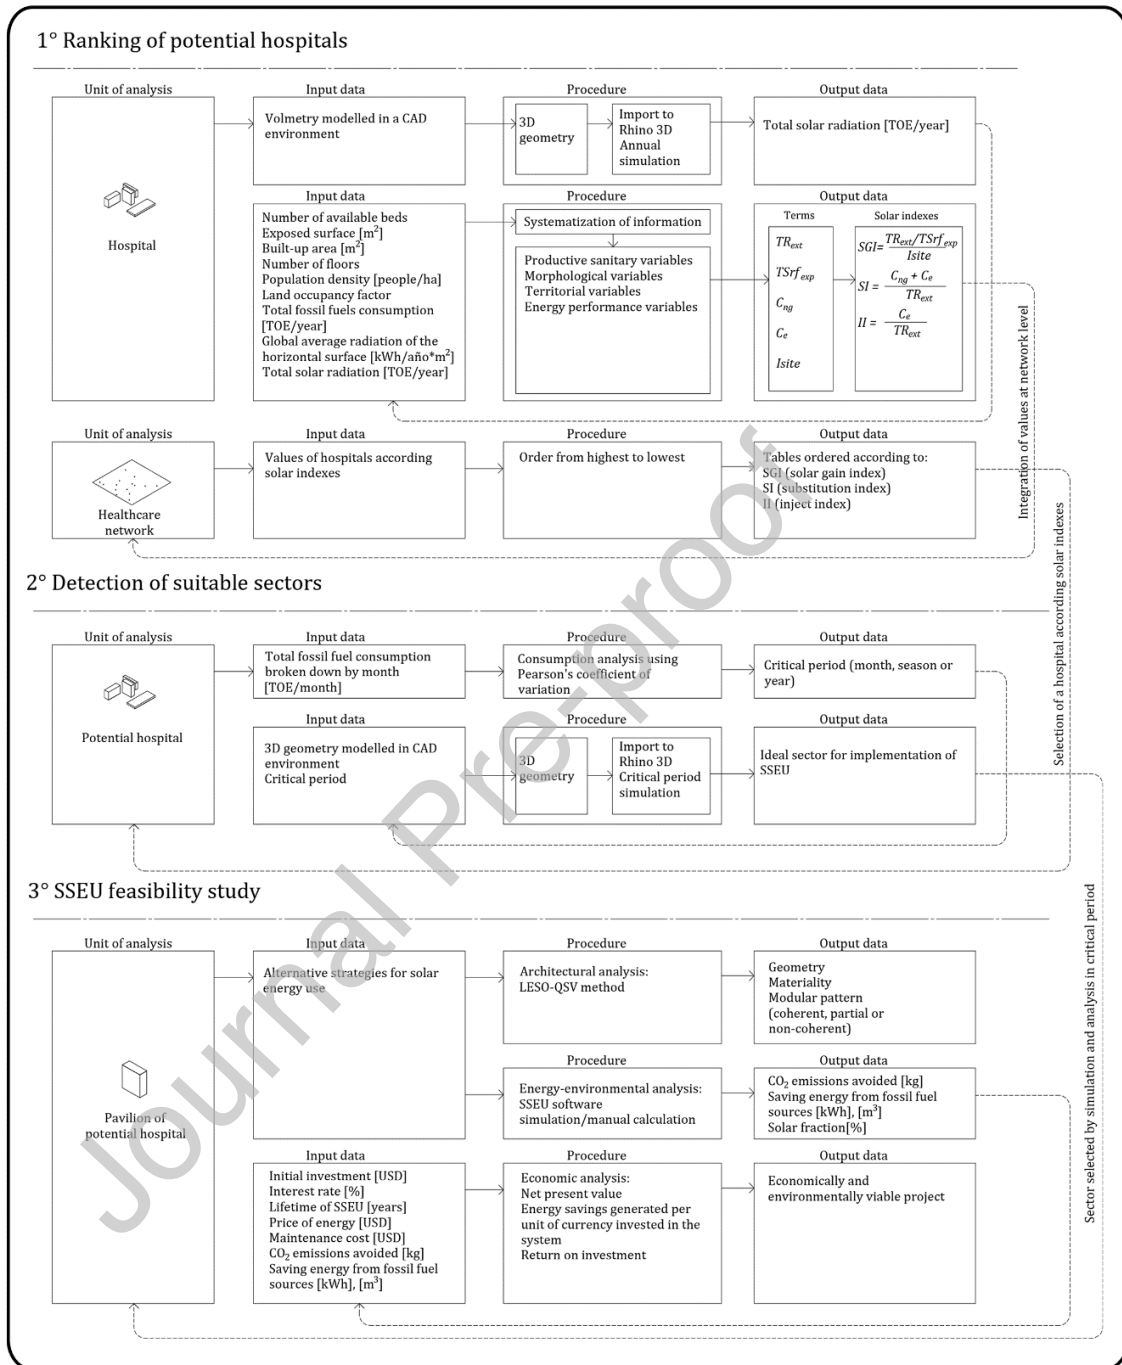 1° Ranking of potential hospitals
Unit of analysis
Input data
Procedure
Output data
Hospital
Volmetry modelled in a CAD
environment
3D
geometry
Import to
Rhino 3D
Annual
simulation
Total solar radiation [TOE/year]
Input data
Procedure
Output data
Number of available beds
Exposed surface [m²]
Built-up area [m²]
Number of floors
Population density [people/ha]
Land occupancy factor
Total fossil fuels consumption
[TOE/year]
Global average radiation of the
horizontal surface [kWh/año*m²]
Total solar radiation [TOE/year]
Systematization of information
Productive sanitary variables
Morphological variables
Territorial variables
Energy performance variables
Terms
TR_ext
TSrf_exp
C_ng
C_e
Isite
Solar indexes
SGI= TR_ext/TSrf_exp / Isite
SI = C_ng + C_e / TR_ext
II = C_e / TR_ext
Integration of values at network level
Unit of analysis
Input data
Procedure
Output data
Healthcare
network
Values of hospitals according
solar indexes
Order from highest to lowest
Tables ordered according to:
SGI (solar gain index)
SI (substitution index)
II (inject index)
Selection of a hospital according solar indexes
2° Detection of suitable sectors
Unit of analysis
Input data
Procedure
Output data
Potential hospital
Total fossil fuel consumption
broken down by month
[TOE/month]
Consumption analysis using
Pearson's coefficient of
variation
Critical period (month, season or
year)
Input data
Procedure
Output data
3D geometry modelled in CAD
environment
Critical period
3D
geometry
Import to
Rhino 3D
Critical period
simulation
Ideal sector for implementation of
SSEU
Sector selected by simulation and analysis in critical period
3° SSEU feasibility study
Unit of analysis
Input data
Procedure
Output data
Pavilion of
potential hospital
Alternative strategies for solar
energy use
Architectural analysis:
LESO-QSV method
Geometry
Materiality
Modular pattern
(coherent, partial or
non-coherent)
Procedure
Output data
Energy-environmental analysis:
SSEU software
simulation/manual calculation
CO₂ emissions avoided [kg]
Saving energy from fossil fuel
sources [kWh], [m³]
Solar fraction[%]
Input data
Procedure
Output data
Initial investment [USD]
Interest rate [%]
Lifetime of SSEU [years]
Price of energy [USD]
Maintenance cost [USD]
CO₂ emissions avoided [kg]
Saving energy from fossil fuel
sources [kWh], [m³]
Economic analysis:
Net present value
Energy savings generated per
unit of currency invested in the
system
Return on investment
Economically and
environmentally viable project
Journal Pre-proof